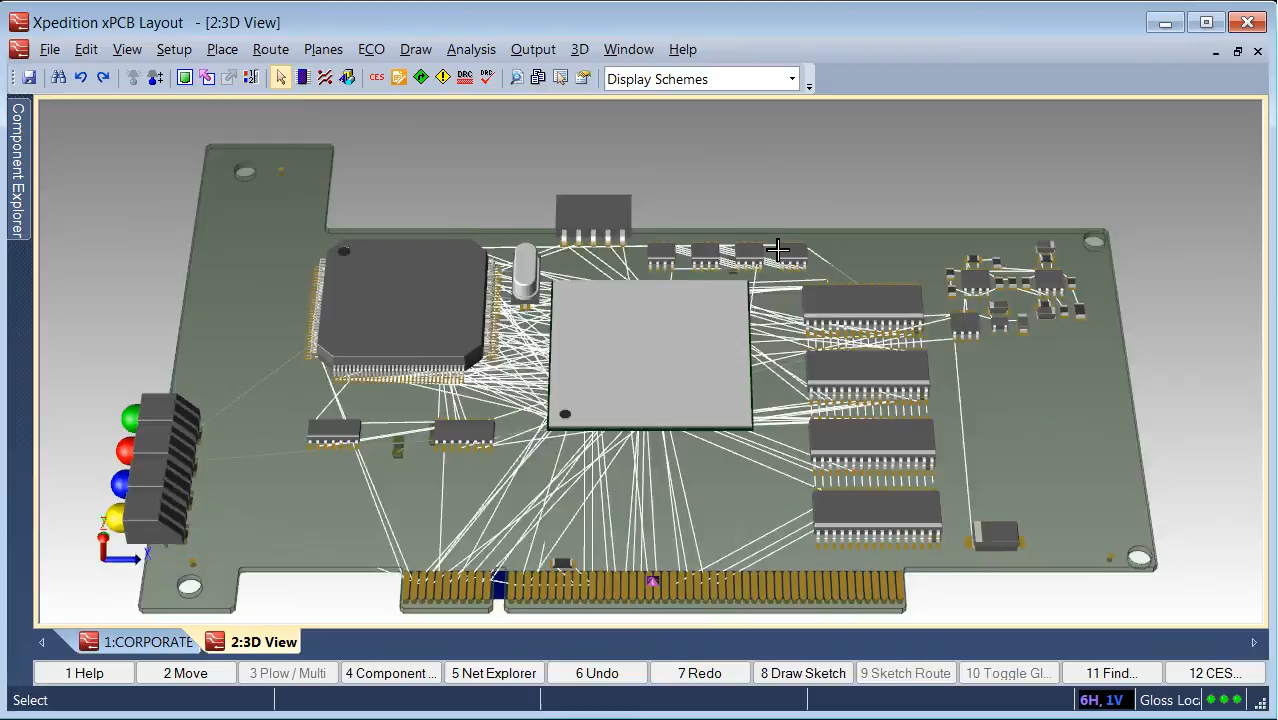 Xpedition xPCB Layout - [2:3D View]
File Edit View Setup Place Route Planes ECO Draw Analysis Output 3D Window Help
CES DRC DRC Display Schemes
Component Explorer
Z
X
1:CORPORATE 2:3D View
1 Help 2 Move 3 Plow / Multi 4 Component ... 5 Net Explorer 6 Undo 7 Redo 8 Draw Sketch 9 Sketch Route 10 Toggle Gl... 11 Find... 12 CES...
Select 6H, 1V Gloss Loc